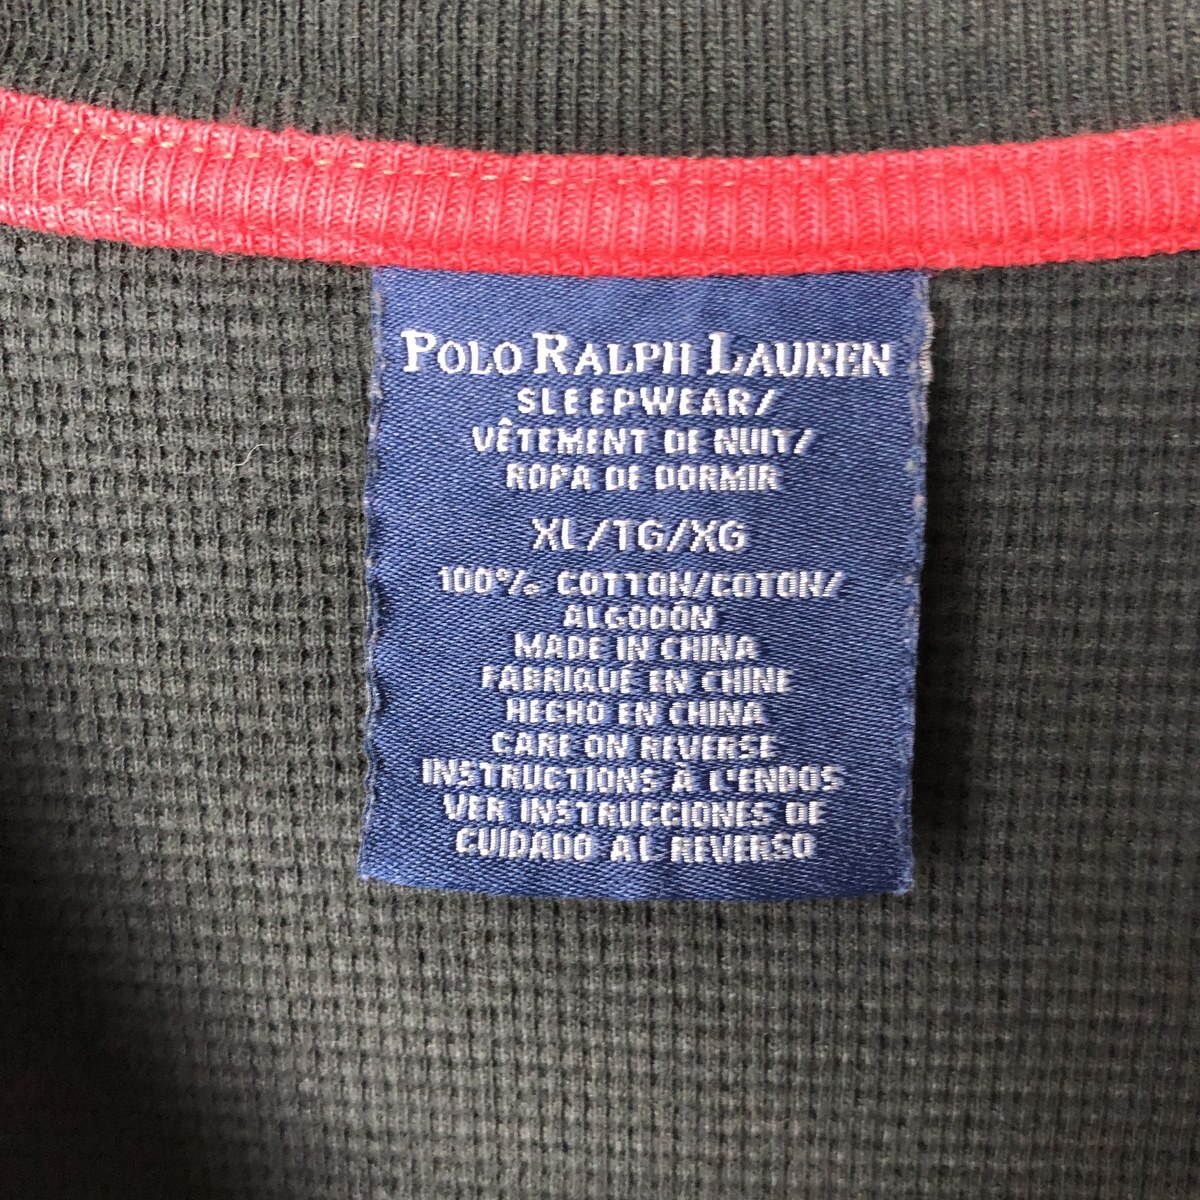 POLO RALPH LAUREN
SLEEPWEAR/
VÊTEMENT DE NUIT/
ROPA DE DORMIR
XL/TG/XG
100% COTTON/COTON/
ALGODÓN
MADE IN CHINA
FABRIQUÉ EN CHINE
HECHO EN CHINA
CARE ON REVERSE
INSTRUCTIONS À L'ENDOS
VER INSTRUCCIONES DE
CUIDADO AL REVERSO